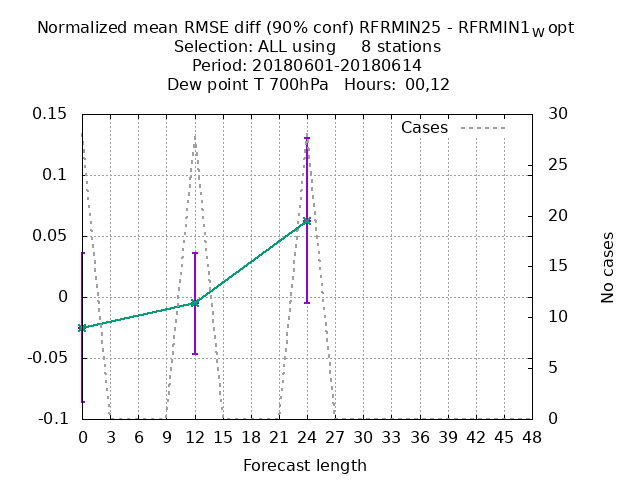 Normalized mean RMSE diff (90% conf) RFRMIN25 - RFRMIN1wopt
Selection: ALL using 8 stations
Period: 20180601-20180614
Dew point T 700hPa Hours: 00,12
Cases
0.15
0.1
0.05
0
-0.05
-0.1
30
25
20
15
10
5
0
No cases
0 3 6 9 12 15 18 21 24 27 30 33 36 39 42 45 48
Forecast length